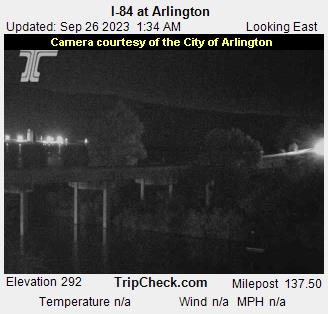 I-84 at Arlington
Updated: Sep 26 2023 1:34 AM Looking East
Camera courtesy of the City of Arlington
Elevation 292 TripCheck.com Milepost 137.50
Temperature n/a Wind n/a MPH n/a